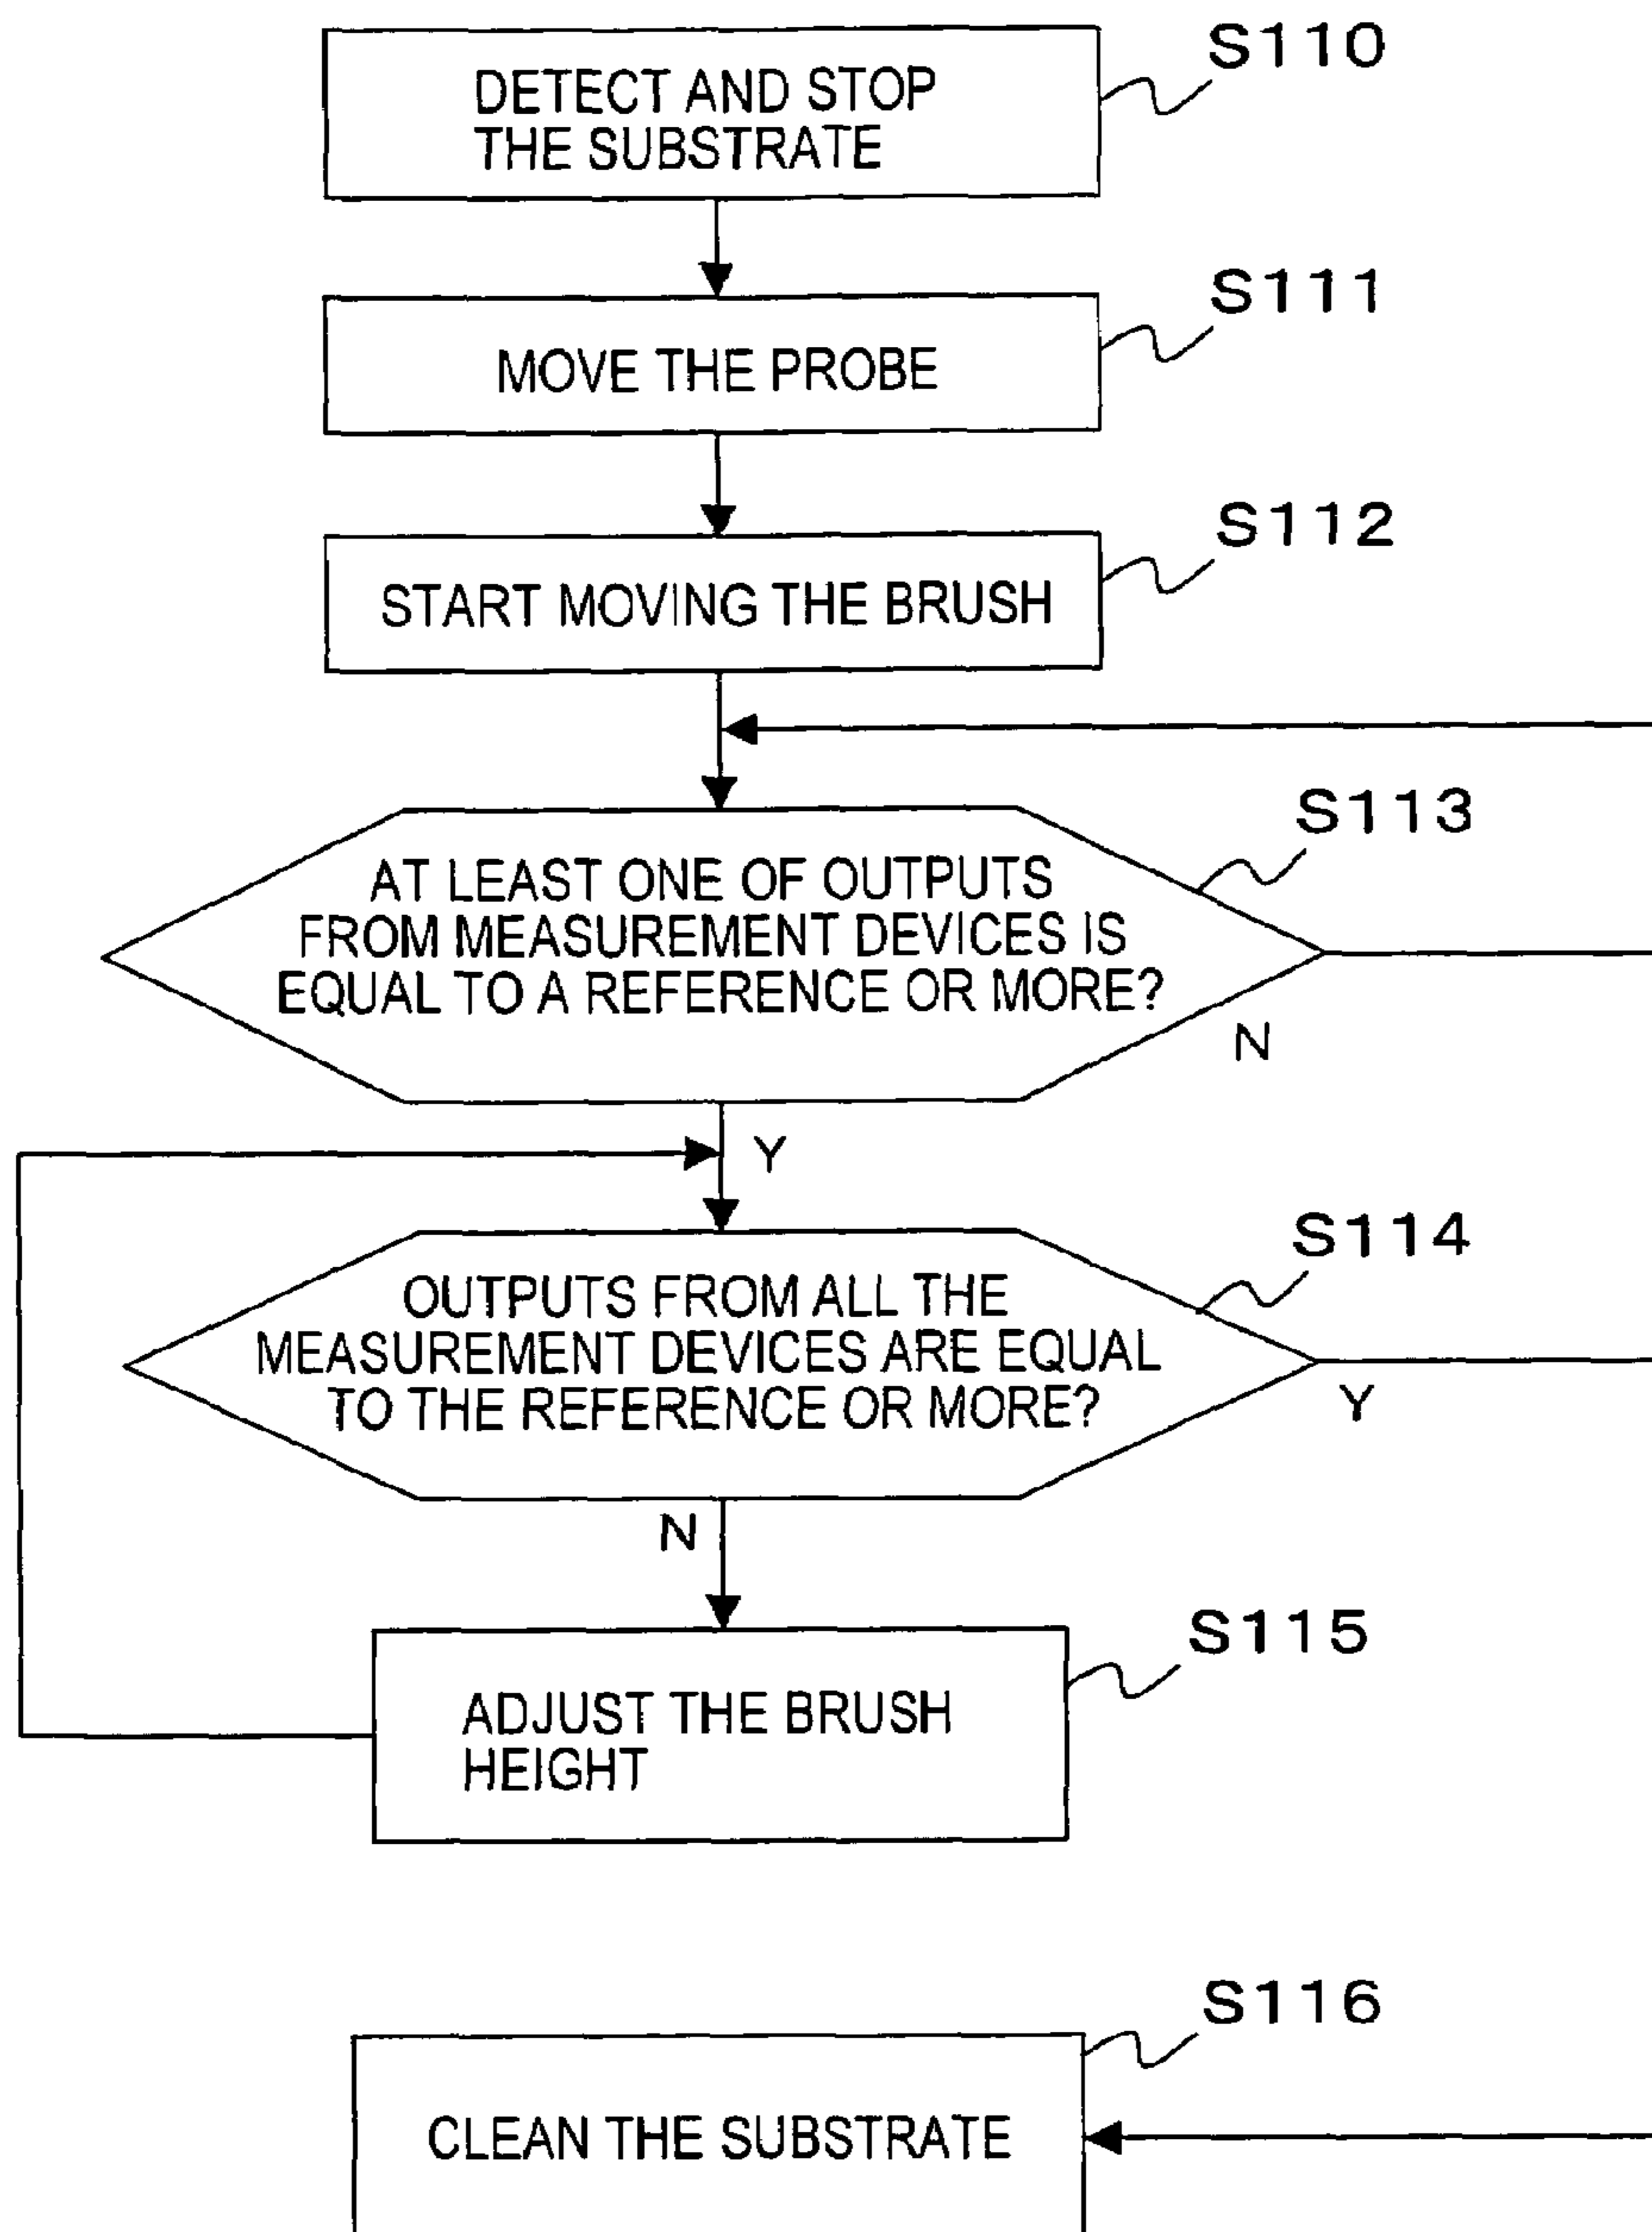 S110
DETECT AND STOP
THE SUBSTRATE
S111
MOVE THE PROBE
S112
START MOVING THE BRUSH
S113
AT LEAST ONE OF OUTPUTS
FROM MEASUREMENT DEVICES IS
EQUAL TO A REFERENCE OR MORE?
N
Y
S114
OUTPUTS FROM ALL THE
MEASUREMENT DEVICES ARE EQUAL
TO THE REFERENCE OR MORE?
Y
N
S115
ADJUST THE BRUSH
HEIGHT
S116
CLEAN THE SUBSTRATE